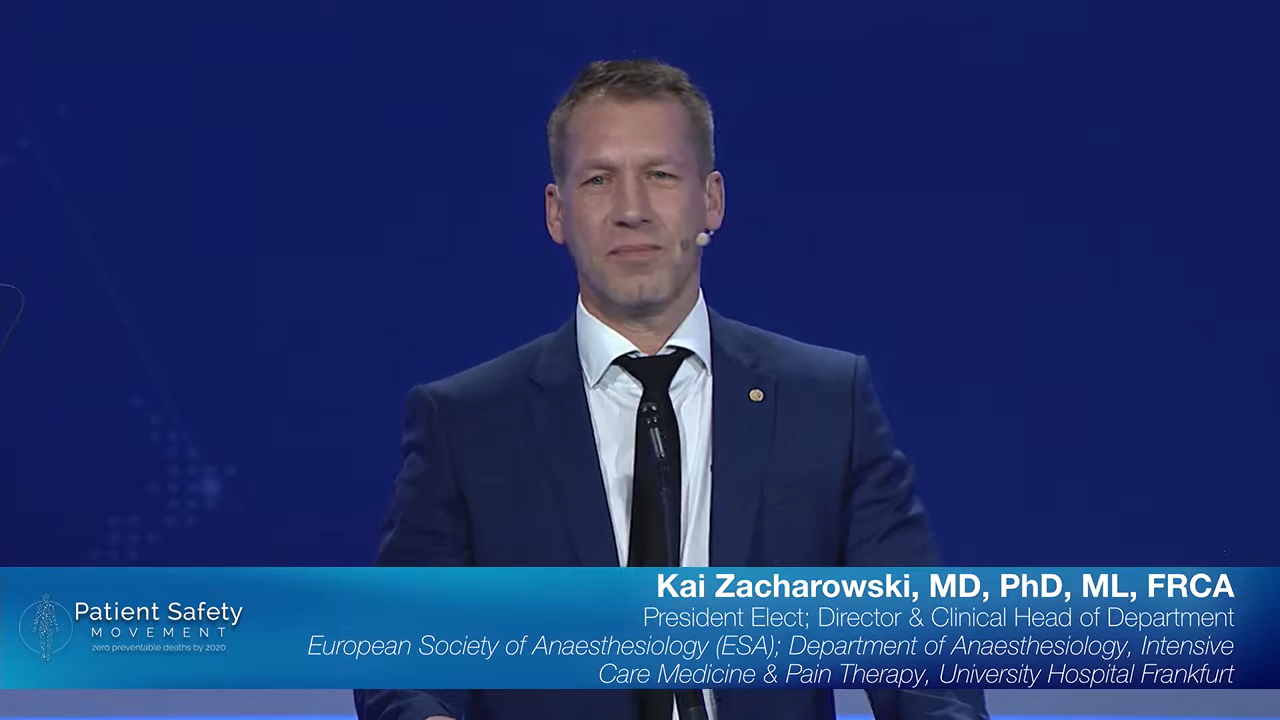 Kai Zacharowski, MD, PhD, ML, FRCA
President Elect; Director & Clinical Head of Department
European Society of Anaesthesiology (ESA); Department of Anaesthesiology, Intensive
Care Medicine & Pain Therapy, University Hospital Frankfurt
Patient Safety
MOVEMENT
zero preventable deaths by 2020